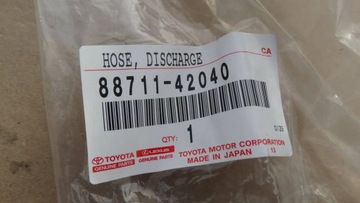 HOSE, DISCHARGE CA
88711-42040
QTY:
1
TOYOTA LEXUS TOYOTA MOTOR CORPORATION
GENUINE PARTS GENUINE PARTS MADE IN JAPAN 13